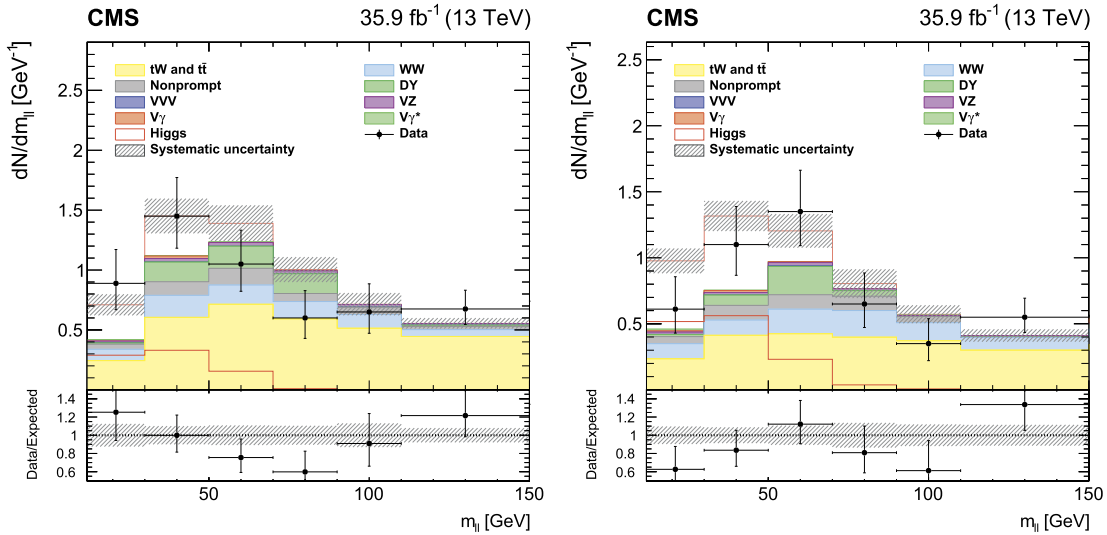 CMS 35.9 fb⁻¹ (13 TeV)
dN/dm_ll [GeV⁻¹]
2.5
2
1.5
1
0.5
tW and tt̄ WW
Nonprompt DY
VVV VZ
Vγ Vγ*
Higgs Data
Systematic uncertainty
Data/Expected
1.4
1.2
1
0.8
0.6
50 100 150
m_ll [GeV]
CMS 35.9 fb⁻¹ (13 TeV)
dN/dm_ll [GeV⁻¹]
2.5
2
1.5
1
0.5
tW and tt̄ WW
Nonprompt DY
VVV VZ
Vγ Vγ*
Higgs Data
Systematic uncertainty
Data/Expected
1.4
1.2
1
0.8
0.6
50 100 150
m_ll [GeV]